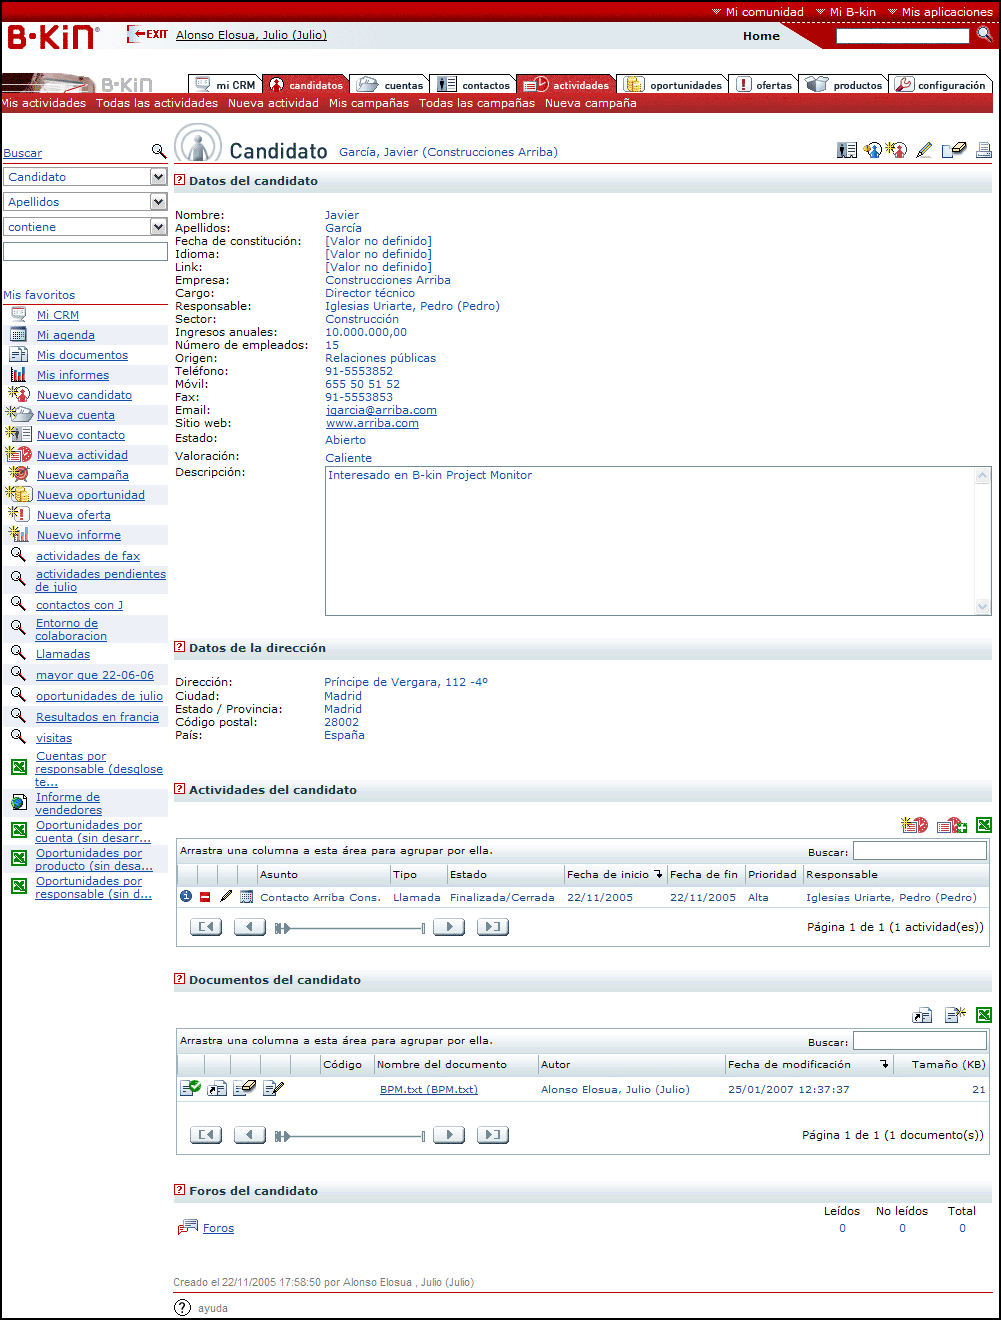 Mi comunidad Mi B-kin Mis aplicaciones
B·KiN® EXIT Alonso Elosua, Julio (Julio) Home
B·KiN mi CRM candidatos cuentas contactos actividades oportunidades ofertas productos configuración
Mis actividades Todas las actividades Nueva actividad Mis campañas Todas las campañas Nueva campaña
Buscar
Candidato
Apellidos
contiene
Mis favoritos
Mi CRM
Mi agenda
Mis documentos
Mis informes
Nuevo candidato
Nueva cuenta
Nuevo contacto
Nueva actividad
Nueva campaña
Nueva oportunidad
Nueva oferta
Nuevo informe
actividades de fax
actividades pendientes
de julio
contactos con J
Entorno de
colaboracion
Llamadas
mayor que 22-06-06
oportunidades de julio
Resultados en francia
visitas
Cuentas por
responsable (desglose
te...
Informe de
vendedores
Oportunidades por
cuenta (sin desarr...
Oportunidades por
producto (sin desa...
Oportunidades por
responsable (sin d...
Candidato García, Javier (Construcciones Arriba)
Datos del candidato
Nombre: Javier
Apellidos: García
Fecha de constitución: [Valor no definido]
Idioma: [Valor no definido]
Link: [Valor no definido]
Empresa: Construcciones Arriba
Cargo: Director técnico
Responsable: Iglesias Uriarte, Pedro (Pedro)
Sector: Construcción
Ingresos anuales: 10.000.000,00
Número de empleados: 15
Origen: Relaciones públicas
Teléfono: 91-5553852
Móvil: 655 50 51 52
Fax: 91-5553853
Email: jgarcia@arriba.com
Sitio web: www.arriba.com
Estado: Abierto
Valoración: Caliente
Descripción: Interesado en B-kin Project Monitor
Datos de la dirección
Dirección: Príncipe de Vergara, 112 -4º
Ciudad: Madrid
Estado / Provincia: Madrid
Código postal: 28002
País: España
Actividades del candidato
Arrastra una columna a esta área para agrupar por ella. Buscar:
Asunto Tipo Estado Fecha de inicio Fecha de fin Prioridad Responsable
Contacto Arriba Cons. Llamada Finalizada/Cerrada 22/11/2005 22/11/2005 Alta Iglesias Uriarte, Pedro (Pedro)
Página 1 de 1 (1 actividad(es))
Documentos del candidato
Arrastra una columna a esta área para agrupar por ella. Buscar:
Código Nombre del documento Autor Fecha de modificación Tamaño (KB)
BPM.txt (BPM.txt) Alonso Elosua, Julio (Julio) 25/01/2007 12:37:37 21
Página 1 de 1 (1 documento(s))
Foros del candidato
Leídos No leídos Total
Foros 0 0 0
Creado el 22/11/2005 17:58:50 por Alonso Elosua , Julio (Julio)
ayuda